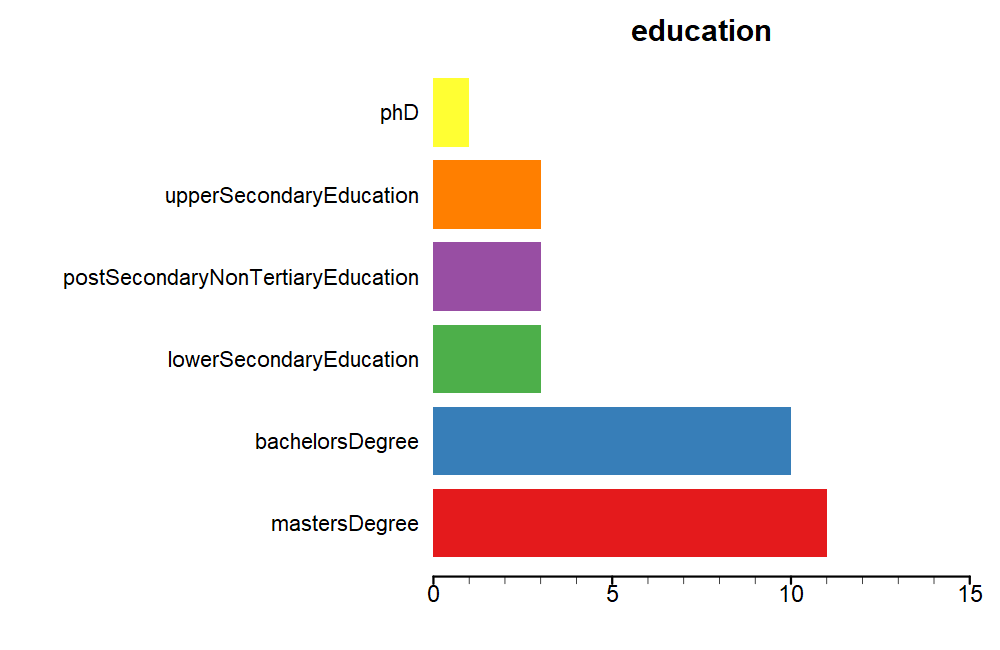 education
phD
upperSecondaryEducation
postSecondaryNonTertiaryEducation
lowerSecondaryEducation
bachelorsDegree
mastersDegree
0 5 10 15